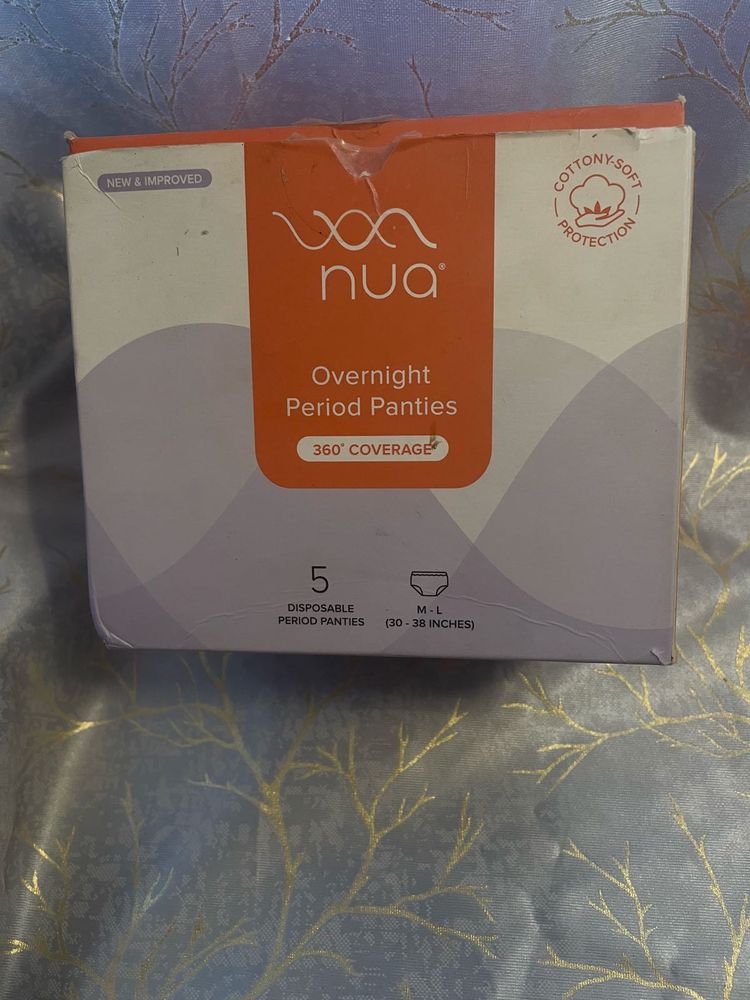 NEW & IMPROVED
COTTONY-SOFT
PROTECTION
nua®
Overnight
Period Panties
360° COVERAGE*
5
DISPOSABLE
PERIOD PANTIES
M - L
(30 - 38 INCHES)